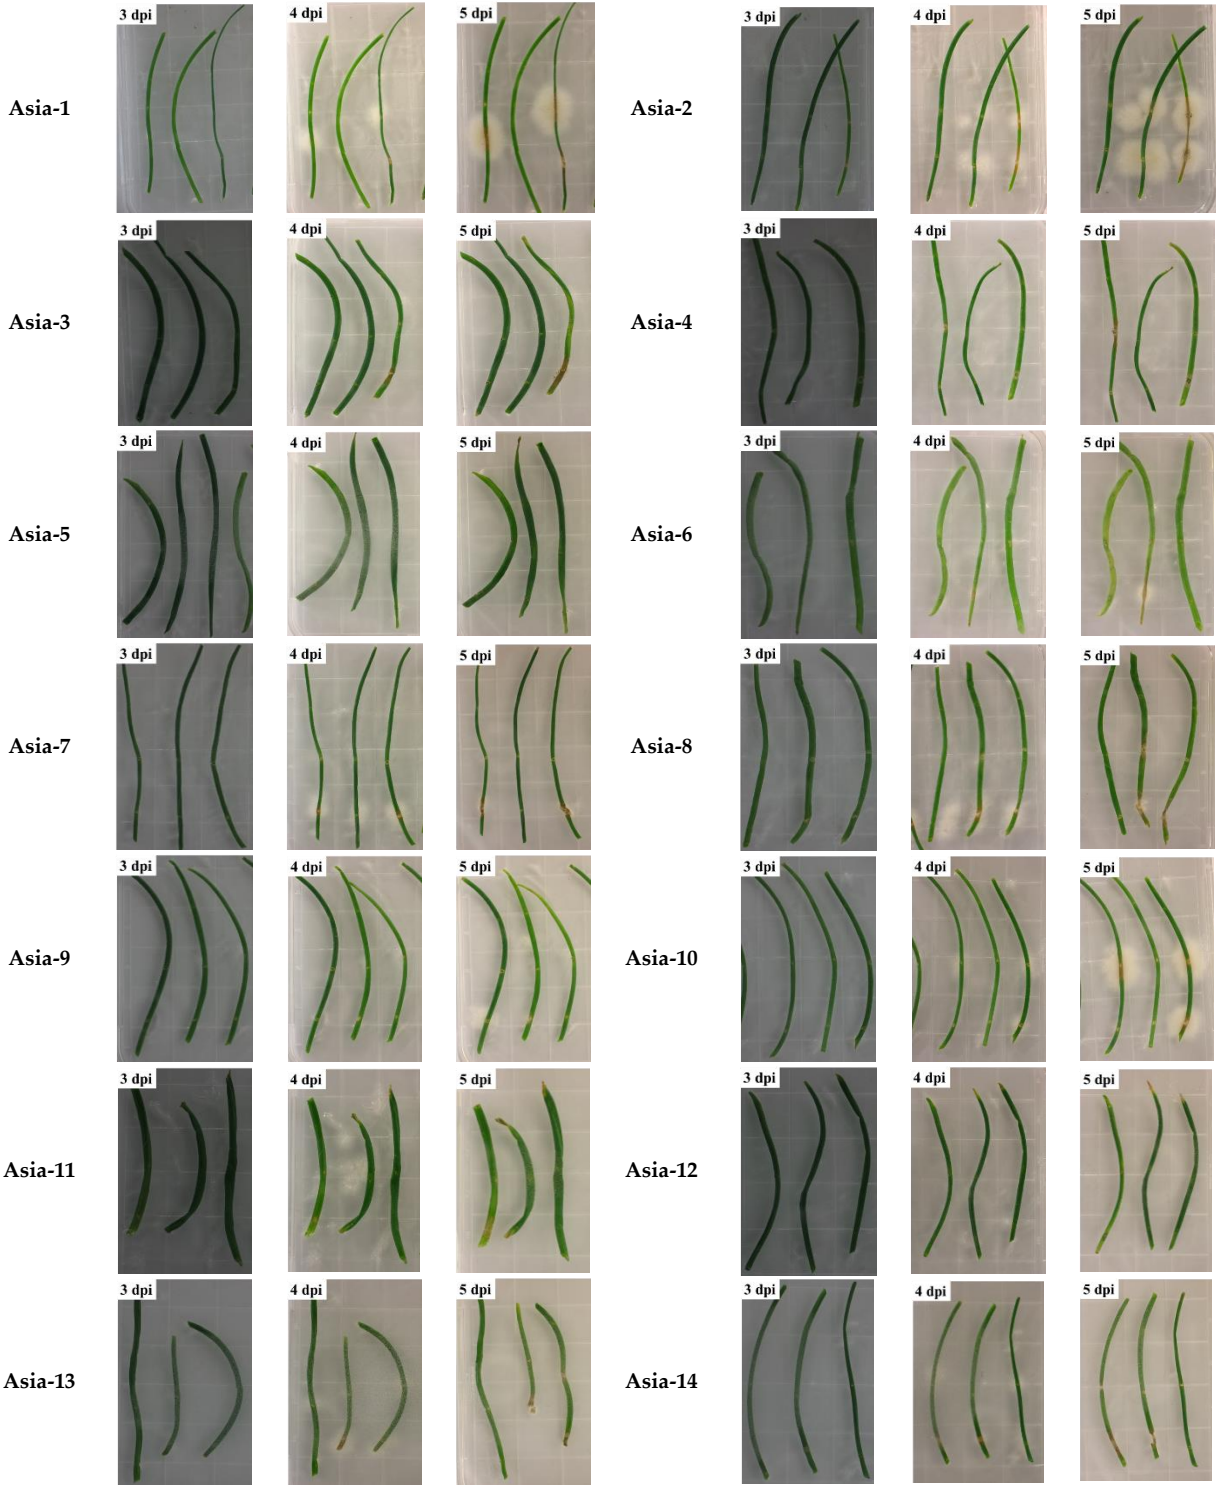 Asia-1 3 dpi 4 dpi 5 dpi Asia-2 3 dpi 4 dpi 5 dpi
Asia-3 3 dpi 4 dpi 5 dpi Asia-4 3 dpi 4 dpi 5 dpi
Asia-5 3 dpi 4 dpi 5 dpi Asia-6 3 dpi 4 dpi 5 dpi
Asia-7 3 dpi 4 dpi 5 dpi Asia-8 3 dpi 4 dpi 5 dpi
Asia-9 3 dpi 4 dpi 5 dpi Asia-10 3 dpi 4 dpi 5 dpi
Asia-11 3 dpi 4 dpi 5 dpi Asia-12 3 dpi 4 dpi 5 dpi
Asia-13 3 dpi 4 dpi 5 dpi Asia-14 3 dpi 4 dpi 5 dpi